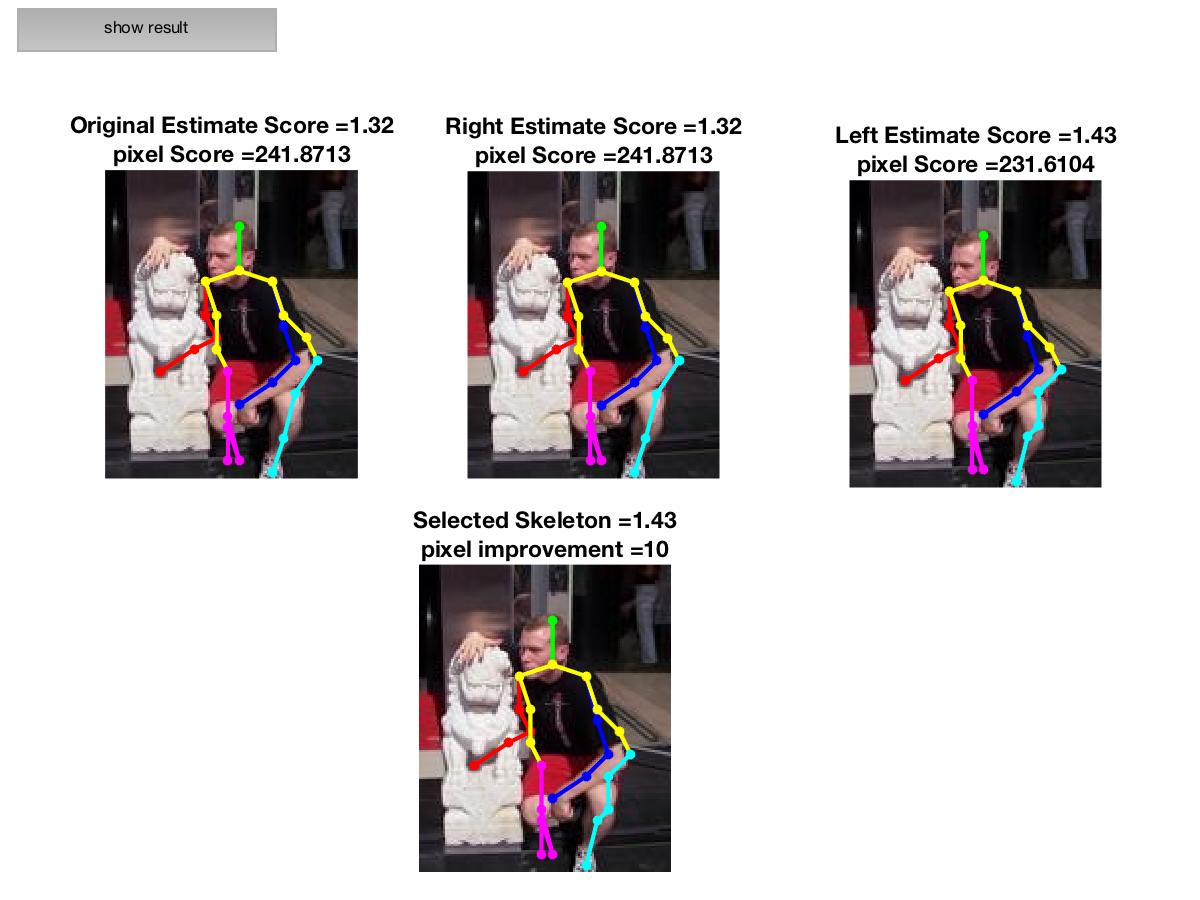 show result
Original Estimate Score =1.32
pixel Score =241.8713
Right Estimate Score =1.32
pixel Score =241.8713
Left Estimate Score =1.43
pixel Score =231.6104
Selected Skeleton =1.43
pixel improvement =10